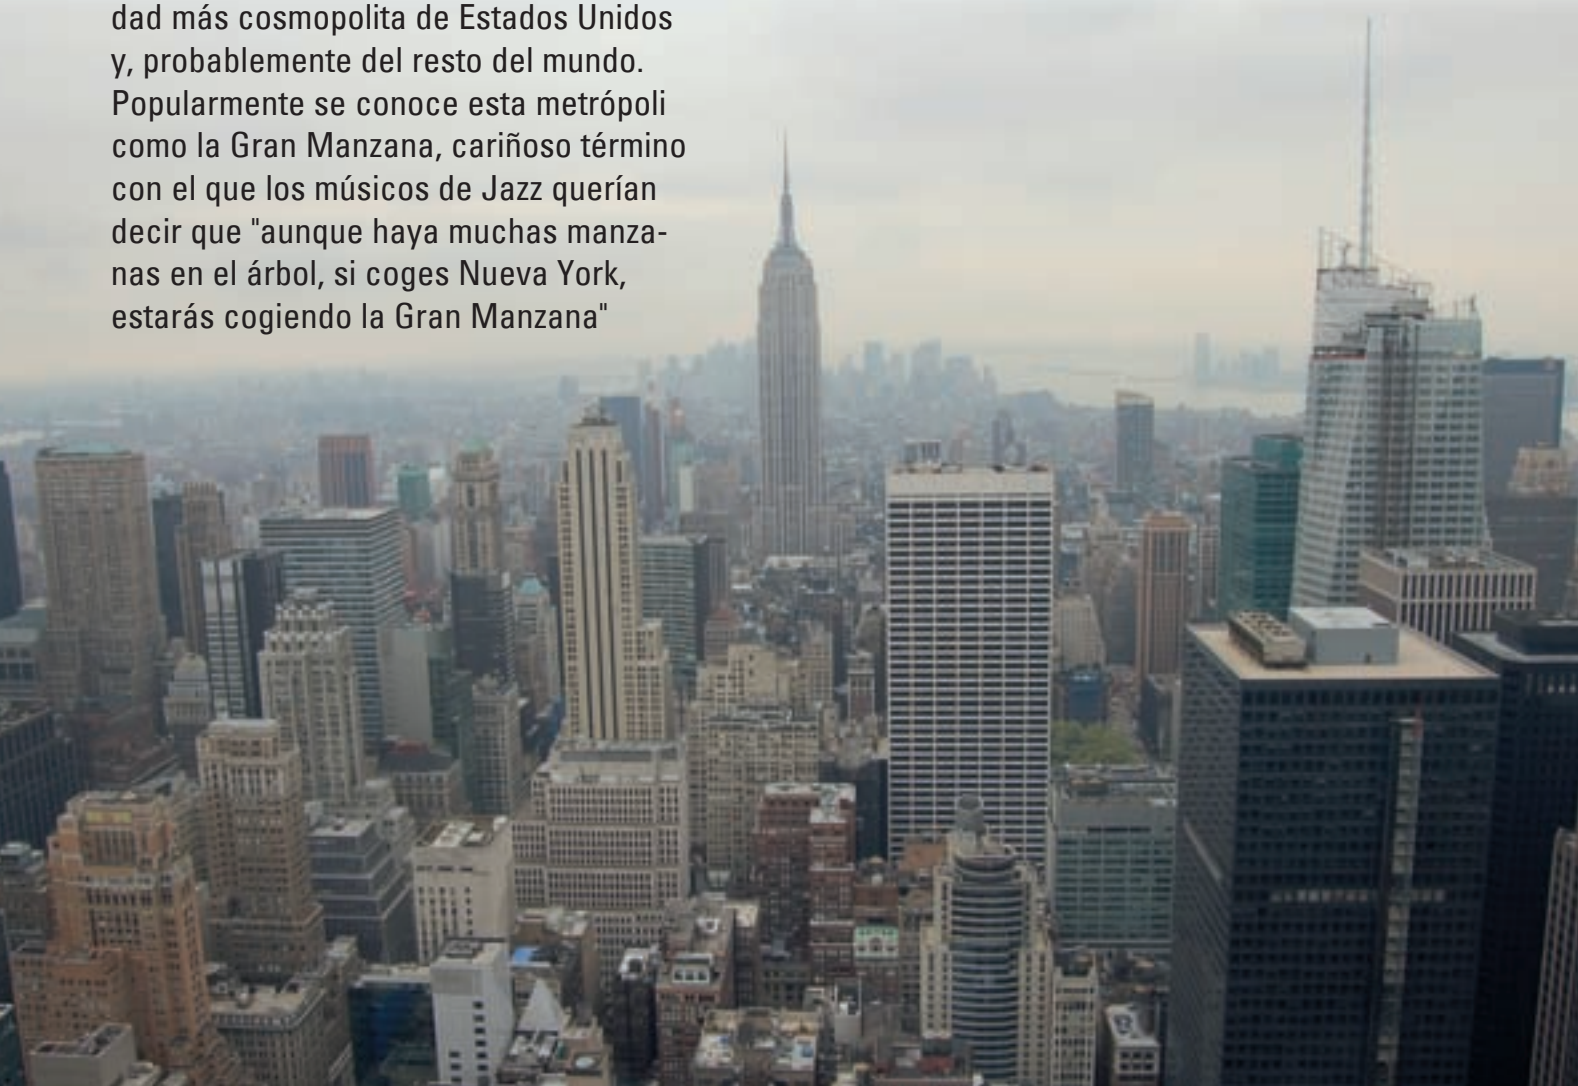 dad más cosmopolita de Estados Unidos
y, probablemente del resto del mundo.
Popularmente se conoce esta metrópoli
como la Gran Manzana, cariñoso término
con el que los músicos de Jazz querían
decir que "aunque haya muchas manza-
nas en el árbol, si coges Nueva York,
estarás cogiendo la Gran Manzana"